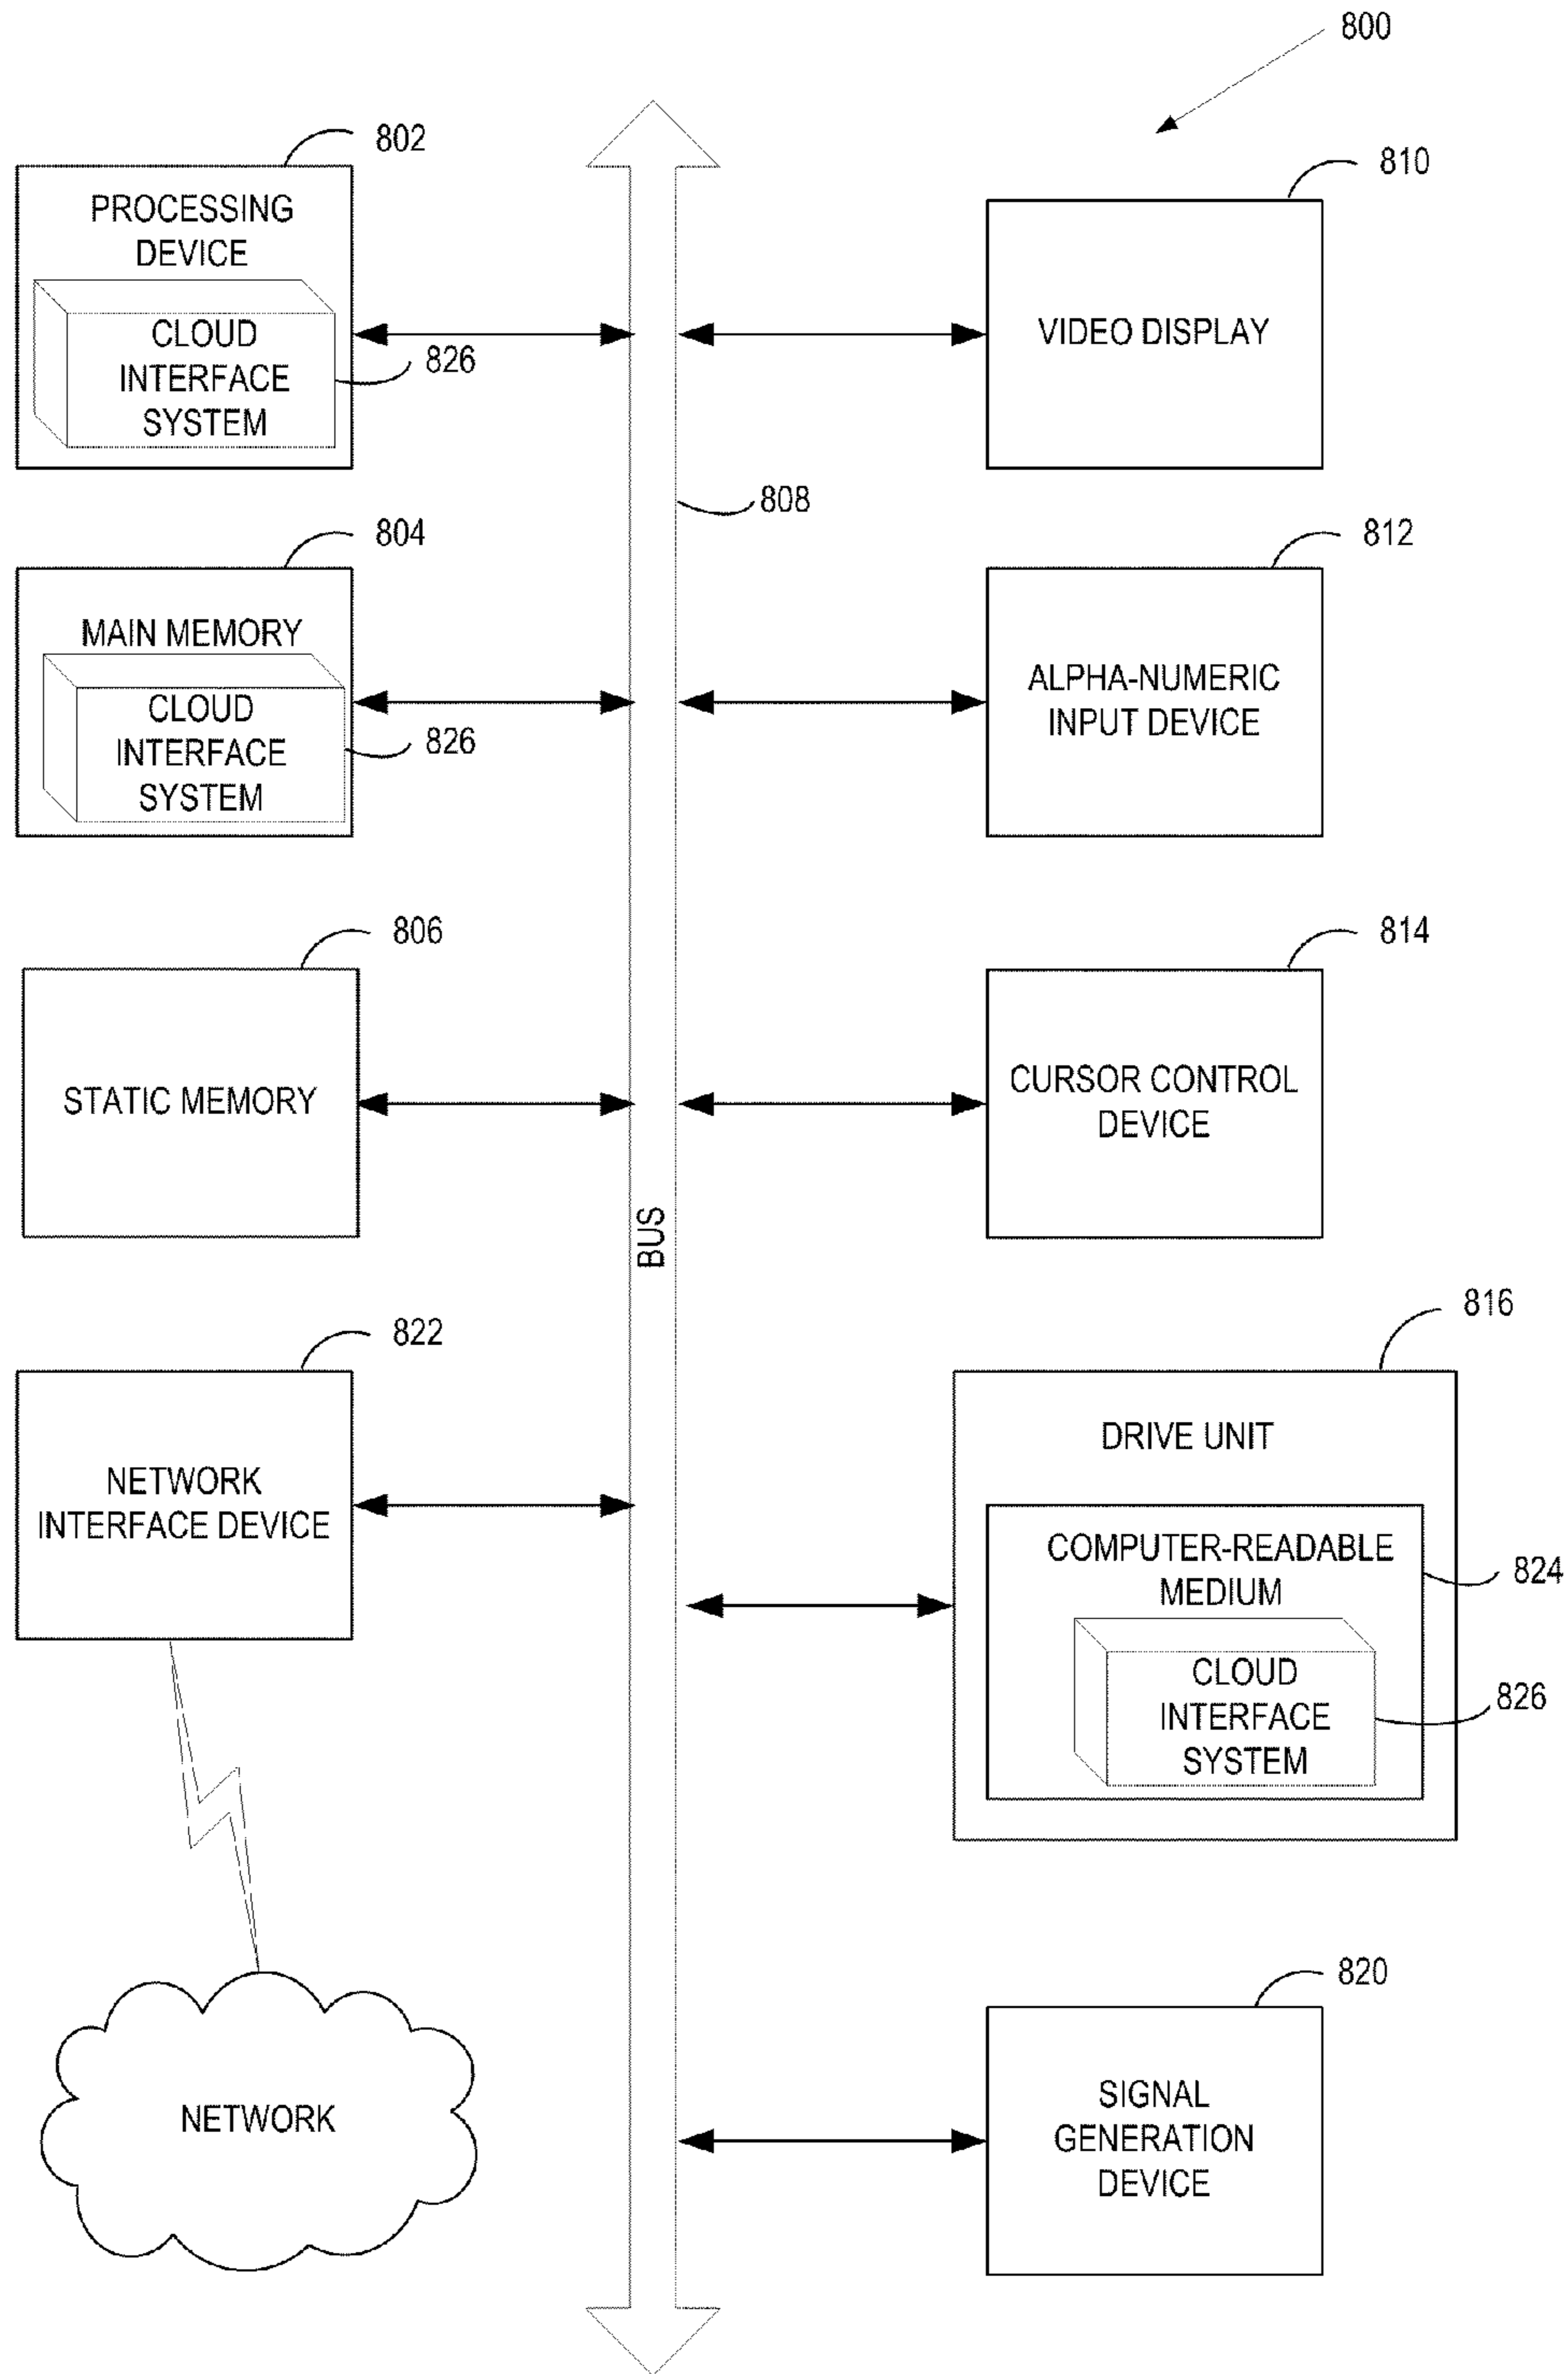 800
802
PROCESSING
DEVICE
CLOUD
INTERFACE
SYSTEM
826
810
VIDEO DISPLAY
808
804
MAIN MEMORY
CLOUD
INTERFACE
SYSTEM
826
812
ALPHA-NUMERIC
INPUT DEVICE
806
STATIC MEMORY
814
CURSOR CONTROL
DEVICE
BUS
822
NETWORK
INTERFACE DEVICE
816
DRIVE UNIT
COMPUTER-READABLE
MEDIUM
824
CLOUD
INTERFACE
SYSTEM
826
NETWORK
820
SIGNAL
GENERATION
DEVICE